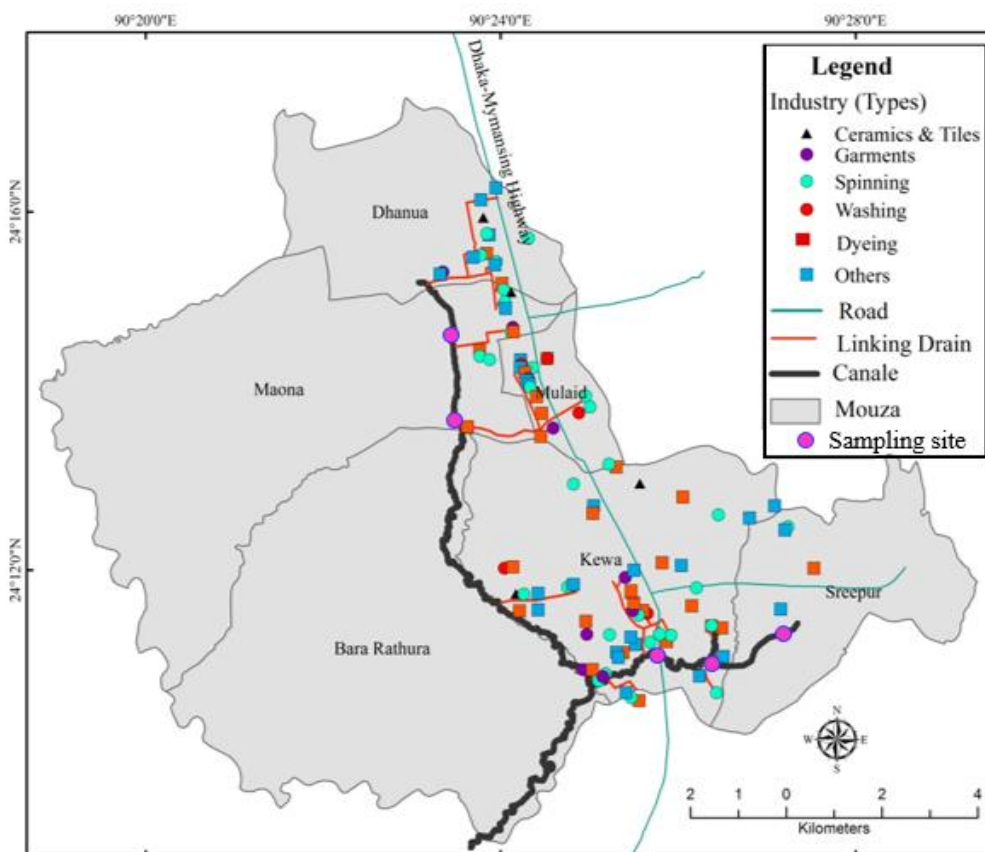 90°20'0"E
90°24'0"E
90°28'0"E
24°16'0"N
24°12'0"N
Dhaka-Mymansing Highway
Legend
Industry (Types)
Ceramics & Tiles
Garments
Spinning
Washing
Dyeing
Others
Road
Linking Drain
Canale
Mouza
Sampling site
Dhanua
Maona
Mulaid
Kewa
Sreepur
Bara Rathura
N
W
E
S
2 1 0 2 4
Kilometers